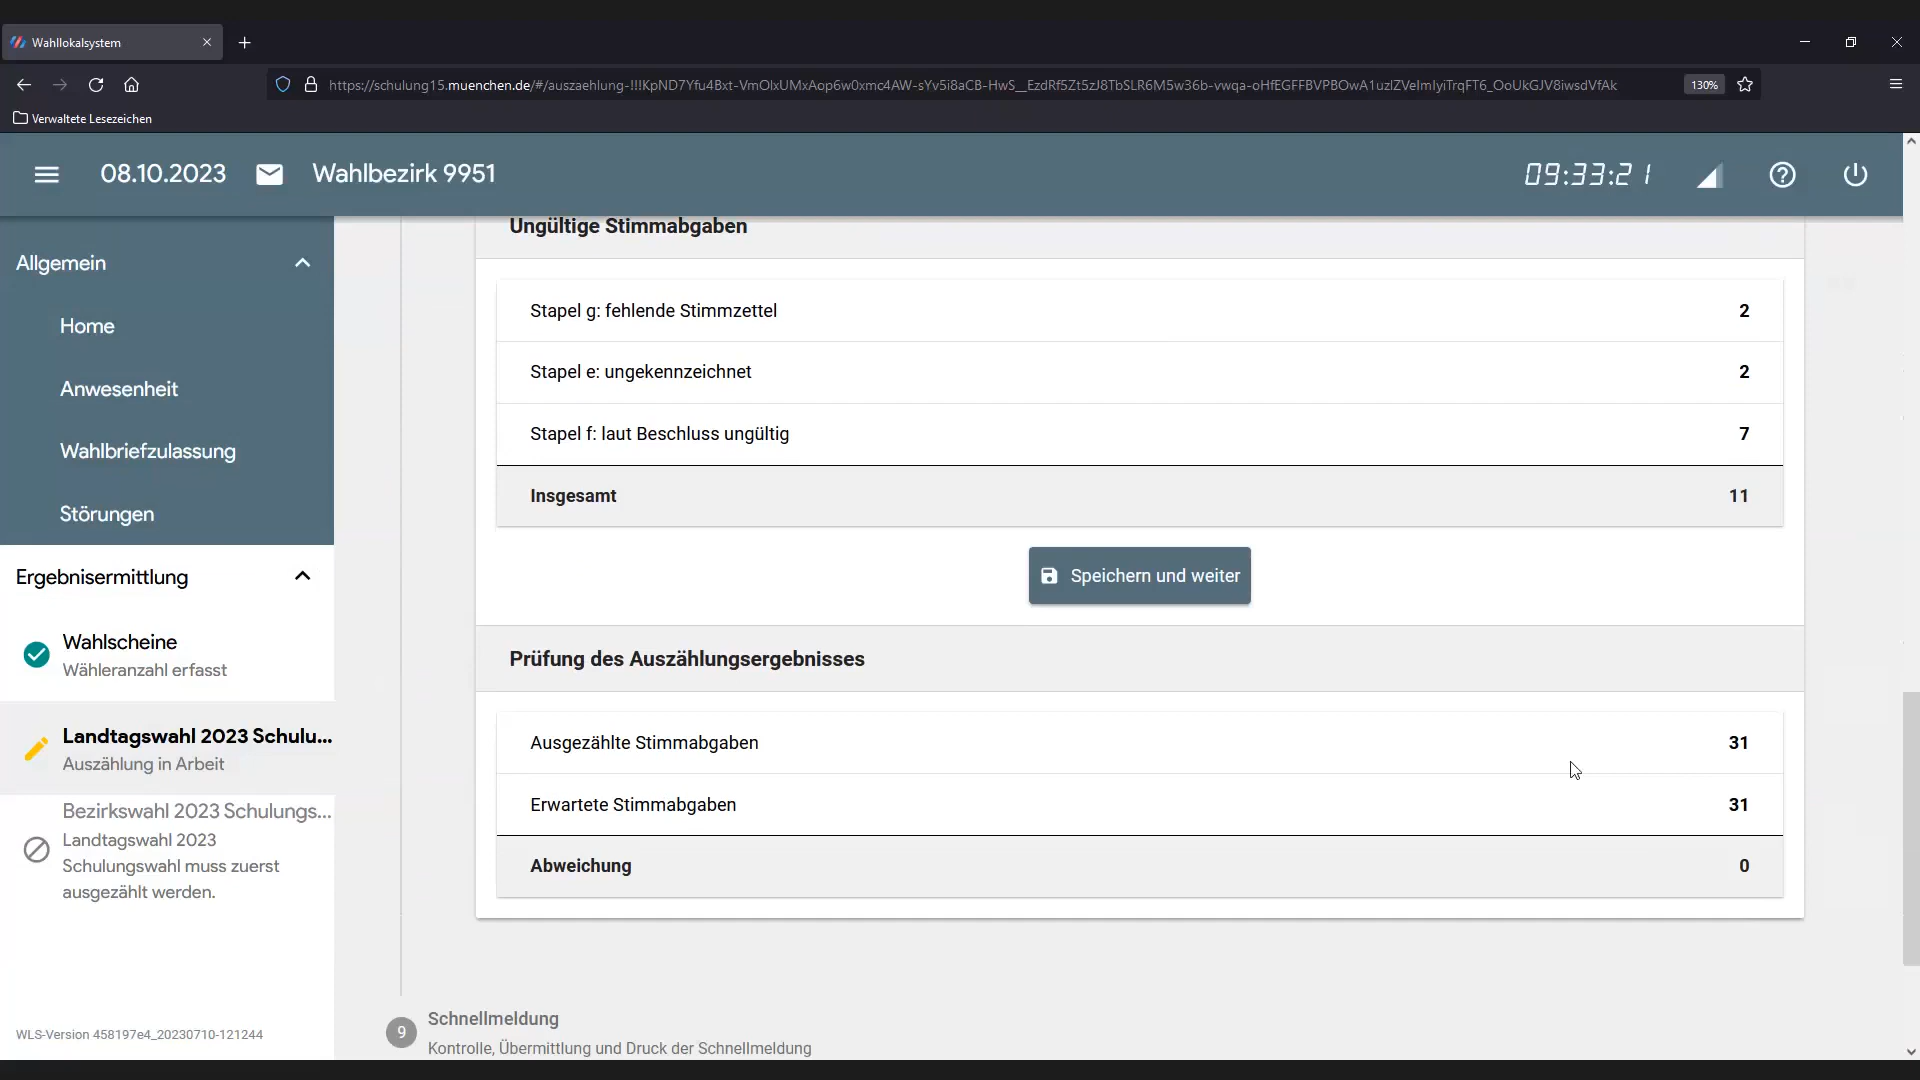 Wahllokalsystem
https://schulung15.muenchen.de/#/auszaehlung-!!!KpND7Yfu4Bxt-VmOlxUMxAop6w0xmc4AW-sYv5i8aCB-HwS__EzdRf5Zt5zJ8TbSLR6M5w36b-vwqa-oHfEGFFBVPBOwA1uzlZVeImIyiTrqFT6_OoUkGJV8iwsdVfAk
130%
Verwaltete Lesezeichen
08.10.2023
Wahlbezirk 9951
09:33:21
Allgemein
Home
Anwesenheit
Wahlbriefzulassung
Störungen
Ergebnisermittlung
Wahlscheine
Wähleranzahl erfasst
Landtagswahl 2023 Schulu...
Auszählung in Arbeit
Bezirkswahl 2023 Schulungs...
Landtagswahl 2023
Schulungswahl muss zuerst
ausgezählt werden.
WLS-Version 458197e4_20230710-121244
Ungültige Stimmabgaben
Stapel g: fehlende Stimmzettel 2
Stapel e: ungekennzeichnet 2
Stapel f: laut Beschluss ungültig 7
Insgesamt 11
Speichern und weiter
Prüfung des Auszählungsergebnisses
Ausgezählte Stimmabgaben 31
Erwartete Stimmabgaben 31
Abweichung 0
9 Schnellmeldung
Kontrolle, Übermittlung und Druck der Schnellmeldung